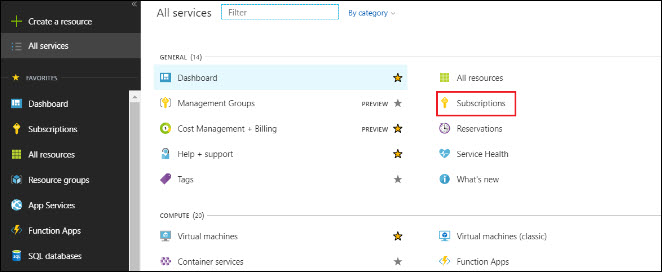 «
Create a resource
All services
FAVORITES
Dashboard
Subscriptions
All resources
Resource groups
App Services
Function Apps
SQL databases
SQL
All services
Filter
By category
GENERAL (14)
Dashboard
All resources
Management Groups PREVIEW
Subscriptions
Cost Management + Billing PREVIEW
Reservations
Help + support
Service Health
Tags
What's new
COMPUTE (20)
Virtual machines
Virtual machines (classic)
Container services
Function Apps